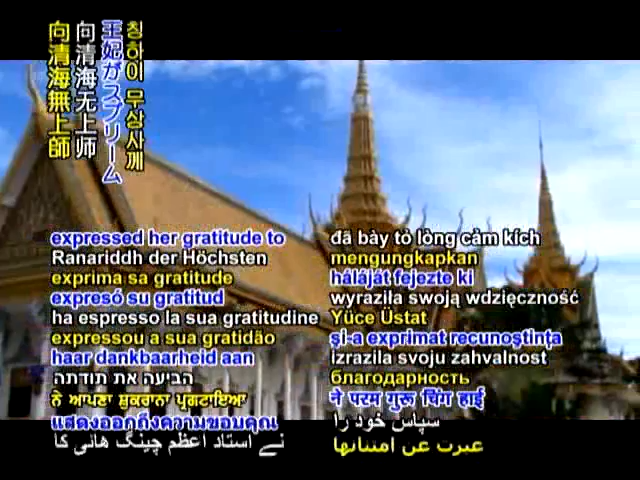 向清海無上師
向清海无上师
王妃がスプリーム
칭하이 무상사께
expressed her gratitude to
Ranariddh der Höchsten
exprima sa gratitude
expresó su gratitud
ha espresso la sua gratitudine
expressou a sua gratidão
haar dankbaarheid aan
הביעה את תודתה
ਨੇ ਆਪਣਾ ਸ਼ੁਕਰਾਨਾ ਪ੍ਰਗਟਾਇਆ
แสดงออกถึงความขอบคุณ
نے استاد اعظم چینگ ھائی کا
đã bày tỏ lòng cảm kích
mengungkapkan
háláját fejezte ki
wyraziła swoją wdzięczność
Yüce Üstat
şi-a exprimat recunoştinţa
izrazila svoju zahvalnost
благодарность
ने परम गुरू चिंग हाई
سپاس خود را
عبرت عن امتنانها